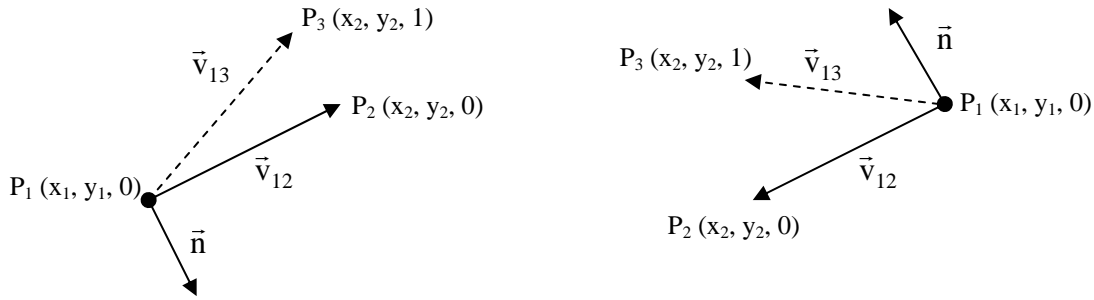 P₃ (x₂, y₂, 1)
v⃗₁₃
P₂ (x₂, y₂, 0)
v⃗₁₂
P₁ (x₁, y₁, 0)
n⃗
n⃗
P₃ (x₂, y₂, 1)
v⃗₁₃
P₁ (x₁, y₁, 0)
v⃗₁₂
P₂ (x₂, y₂, 0)